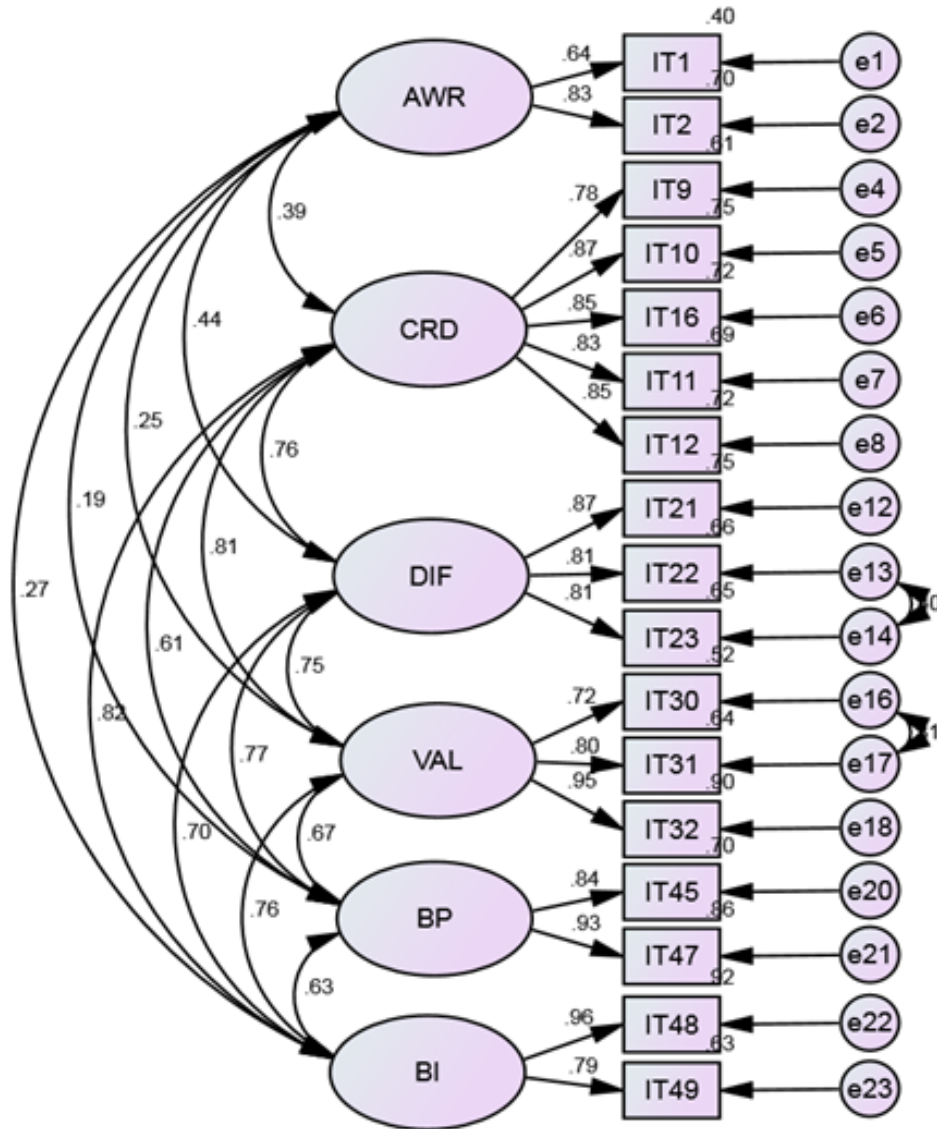 .40
.64
IT1
e1
AWR
.70
.83
IT2
e2
.61
.78
IT9
e4
.39
.75
.87
IT10
e5
.72
.85
IT16
e6
CRD
.69
.83
IT11
e7
.44
.72
.85
IT12
e8
.25
.76
.75
.87
IT21
e12
.19
.66
.81
IT22
e13
.81
DIF
.65
.81
IT23
e14
.27
.61
.75
.52
.72
IT30
e16
.82
.77
.64
.80
IT31
e17
VAL
.90
.95
IT32
e18
.70
.67
.70
.84
IT45
e20
.76
BP
.86
.93
IT47
e21
.63
.92
.96
IT48
e22
BI
.63
.79
IT49
e23